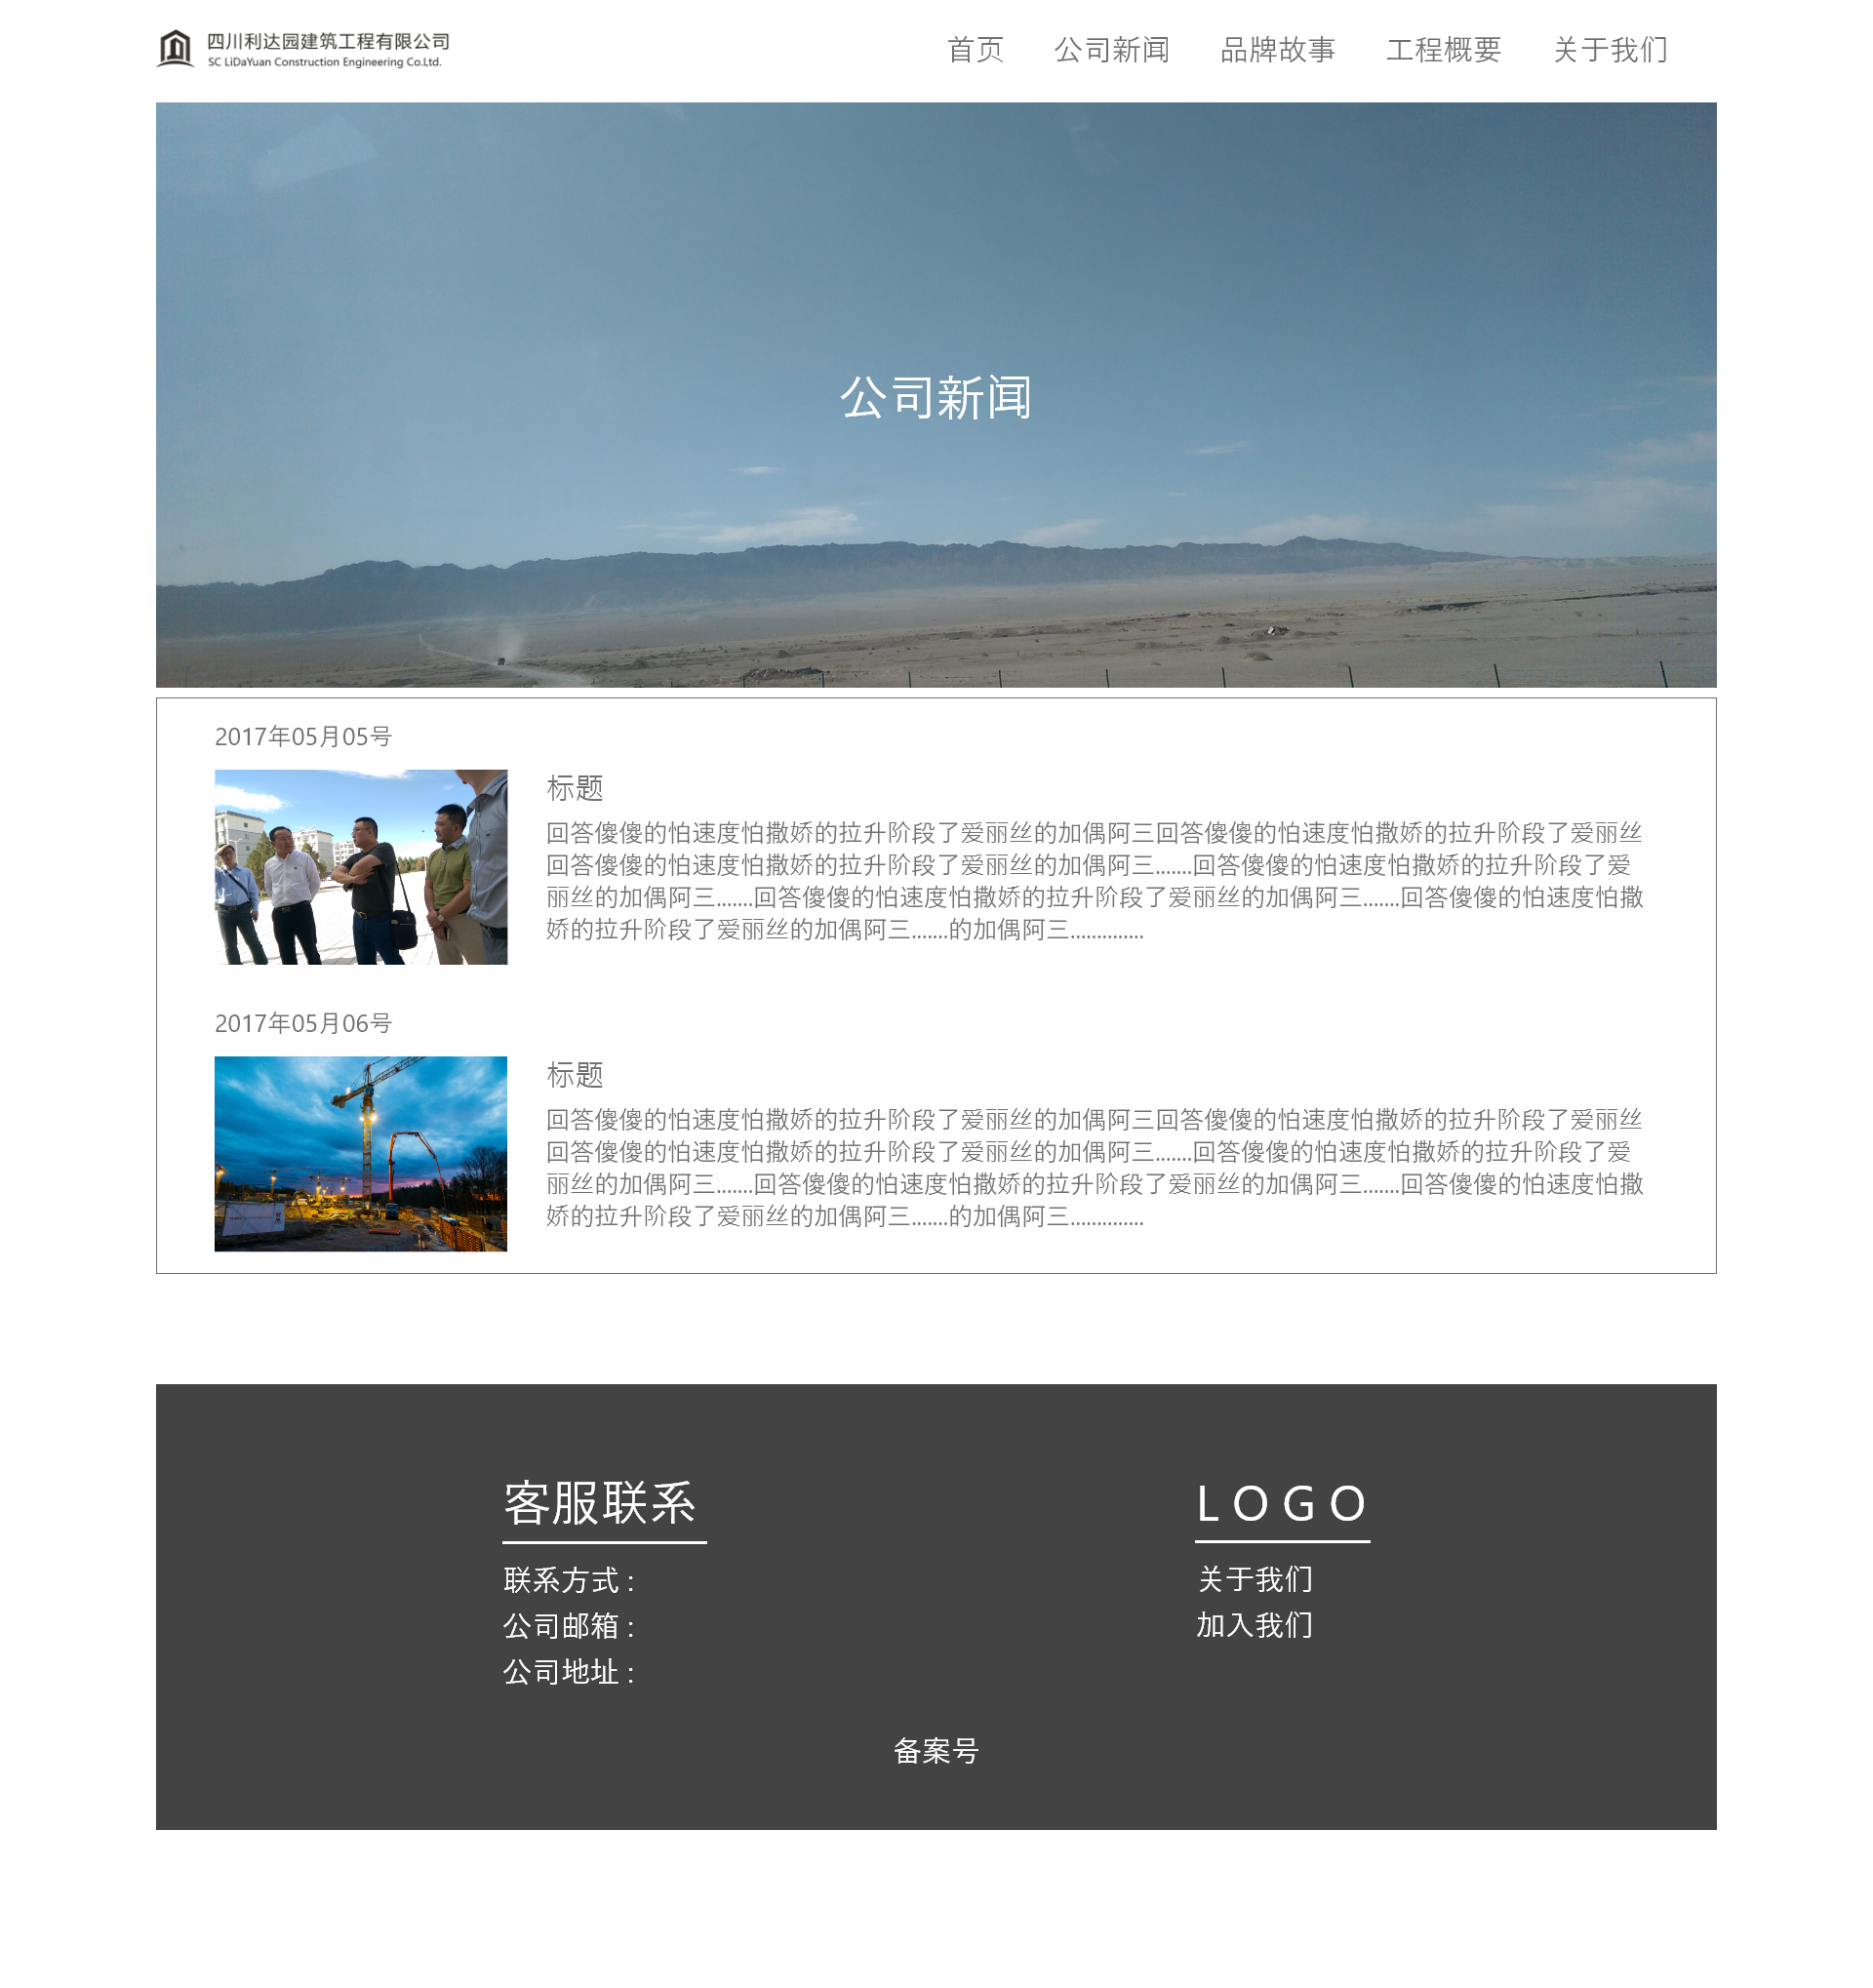 四川利达园建筑工程有限公司
SC LiDaYuan Construction Engineering Co.Ltd.
首页 公司新闻 品牌故事 工程概要 关于我们
公司新闻
2017年05月05号
标题
回答傻傻的怕速度怕撒娇的拉升阶段了爱丽丝的加偶阿三回答傻傻的怕速度怕撒娇的拉升阶段了爱丽丝
回答傻傻的怕速度怕撒娇的拉升阶段了爱丽丝的加偶阿三.......回答傻傻的怕速度怕撒娇的拉升阶段了爱
丽丝的加偶阿三.......回答傻傻的怕速度怕撒娇的拉升阶段了爱丽丝的加偶阿三.......回答傻傻的怕速度怕撒
娇的拉升阶段了爱丽丝的加偶阿三.......的加偶阿三..............
2017年05月06号
标题
回答傻傻的怕速度怕撒娇的拉升阶段了爱丽丝的加偶阿三回答傻傻的怕速度怕撒娇的拉升阶段了爱丽丝
回答傻傻的怕速度怕撒娇的拉升阶段了爱丽丝的加偶阿三.......回答傻傻的怕速度怕撒娇的拉升阶段了爱
丽丝的加偶阿三.......回答傻傻的怕速度怕撒娇的拉升阶段了爱丽丝的加偶阿三.......回答傻傻的怕速度怕撒
娇的拉升阶段了爱丽丝的加偶阿三.......的加偶阿三..............
客服联系
联系方式：
公司邮箱：
公司地址：
LOGO
关于我们
加入我们
备案号